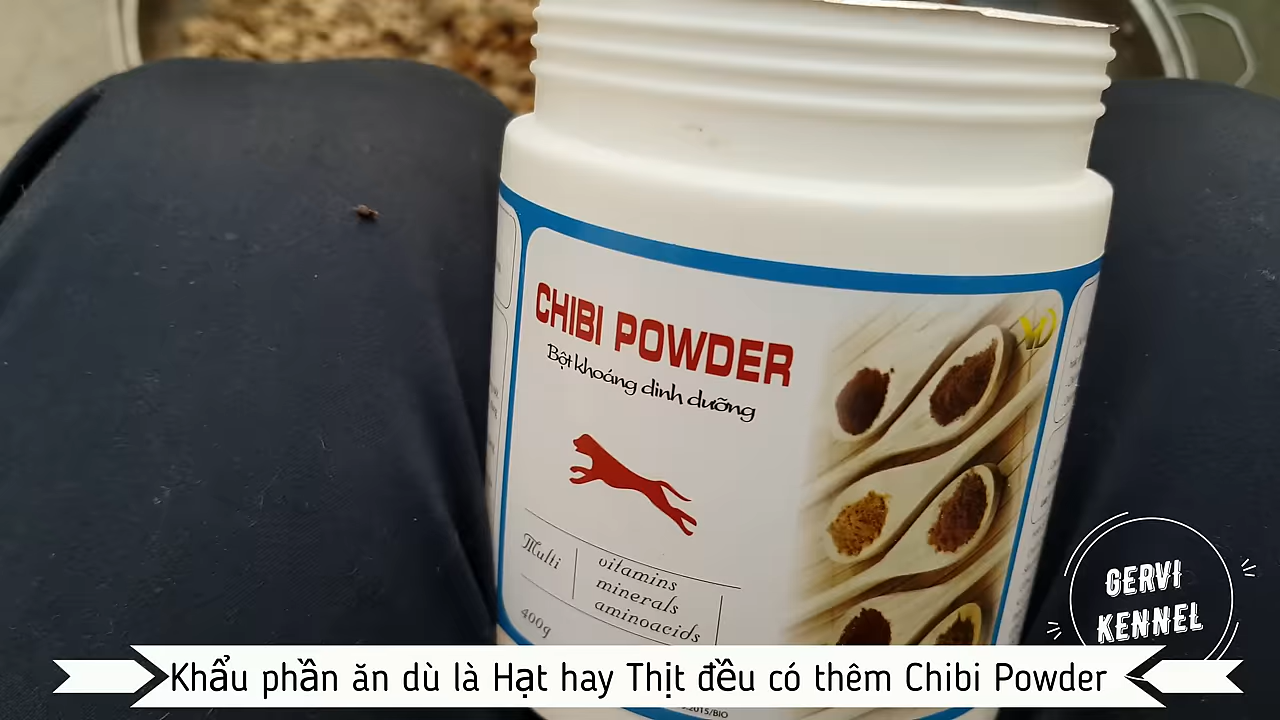 CHIBI POWDER
Bột khoáng dinh dưỡng
Multi
vitamins
minerals
aminoacids
400g
GERVI
KENNEL
Khẩu phần ăn dù là Hạt hay Thịt đều có thêm Chibi Powder